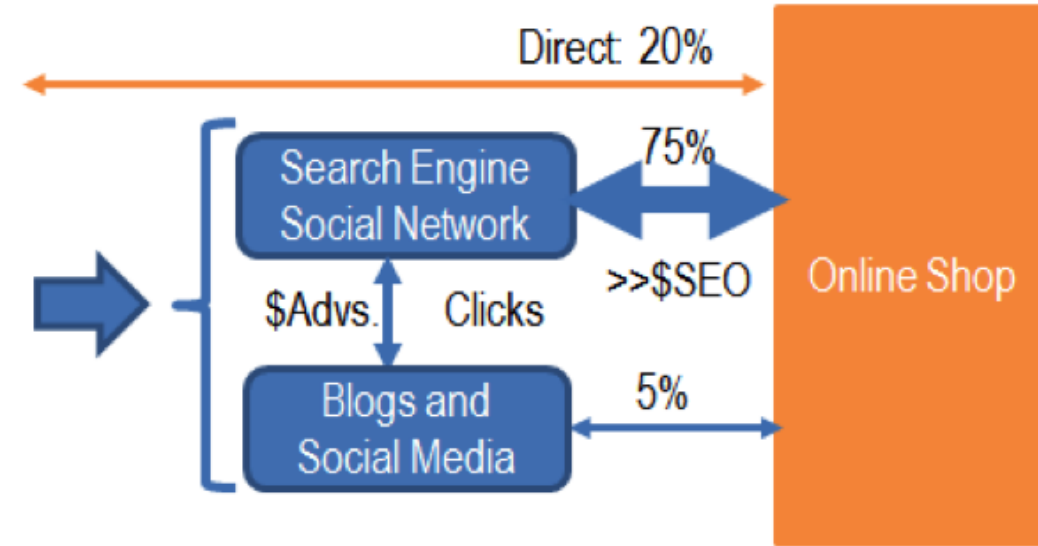 Direct: 20%
Search Engine
Social Network
75%
>>$SEO
Online Shop
$Advs.
Clicks
Blogs and
Social Media
5%